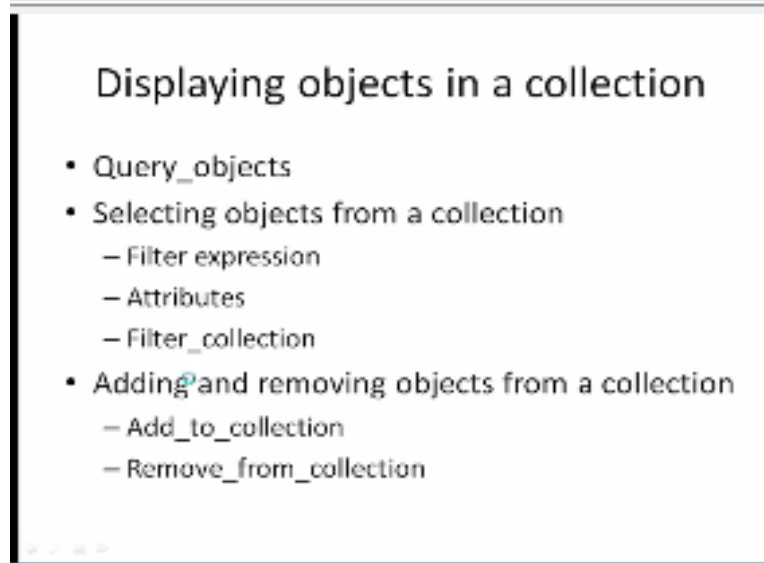 Displaying objects in a collection
• Query_objects
• Selecting objects from a collection
– Filter expression
– Attributes
– Filter_collection
• Adding and removing objects from a collection
– Add_to_collection
– Remove_from_collection